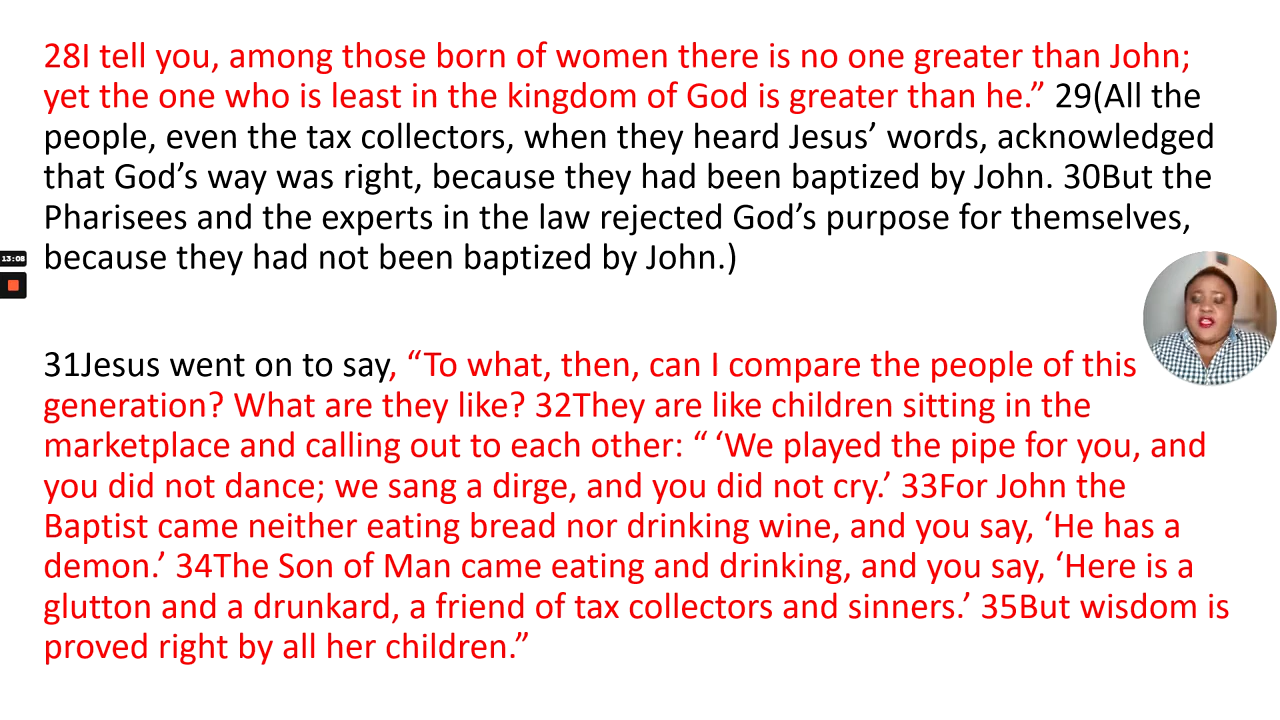 28I tell you, among those born of women there is no one greater than John;
yet the one who is least in the kingdom of God is greater than he.” 29(All the
people, even the tax collectors, when they heard Jesus’ words, acknowledged
that God’s way was right, because they had been baptized by John. 30But the
Pharisees and the experts in the law rejected God’s purpose for themselves,
because they had not been baptized by John.)
13:08
31Jesus went on to say, “To what, then, can I compare the people of this
generation? What are they like? 32They are like children sitting in the
marketplace and calling out to each other: “ ‘We played the pipe for you, and
you did not dance; we sang a dirge, and you did not cry.’ 33For John the
Baptist came neither eating bread nor drinking wine, and you say, ‘He has a
demon.’ 34The Son of Man came eating and drinking, and you say, ‘Here is a
glutton and a drunkard, a friend of tax collectors and sinners.’ 35But wisdom is
proved right by all her children.”